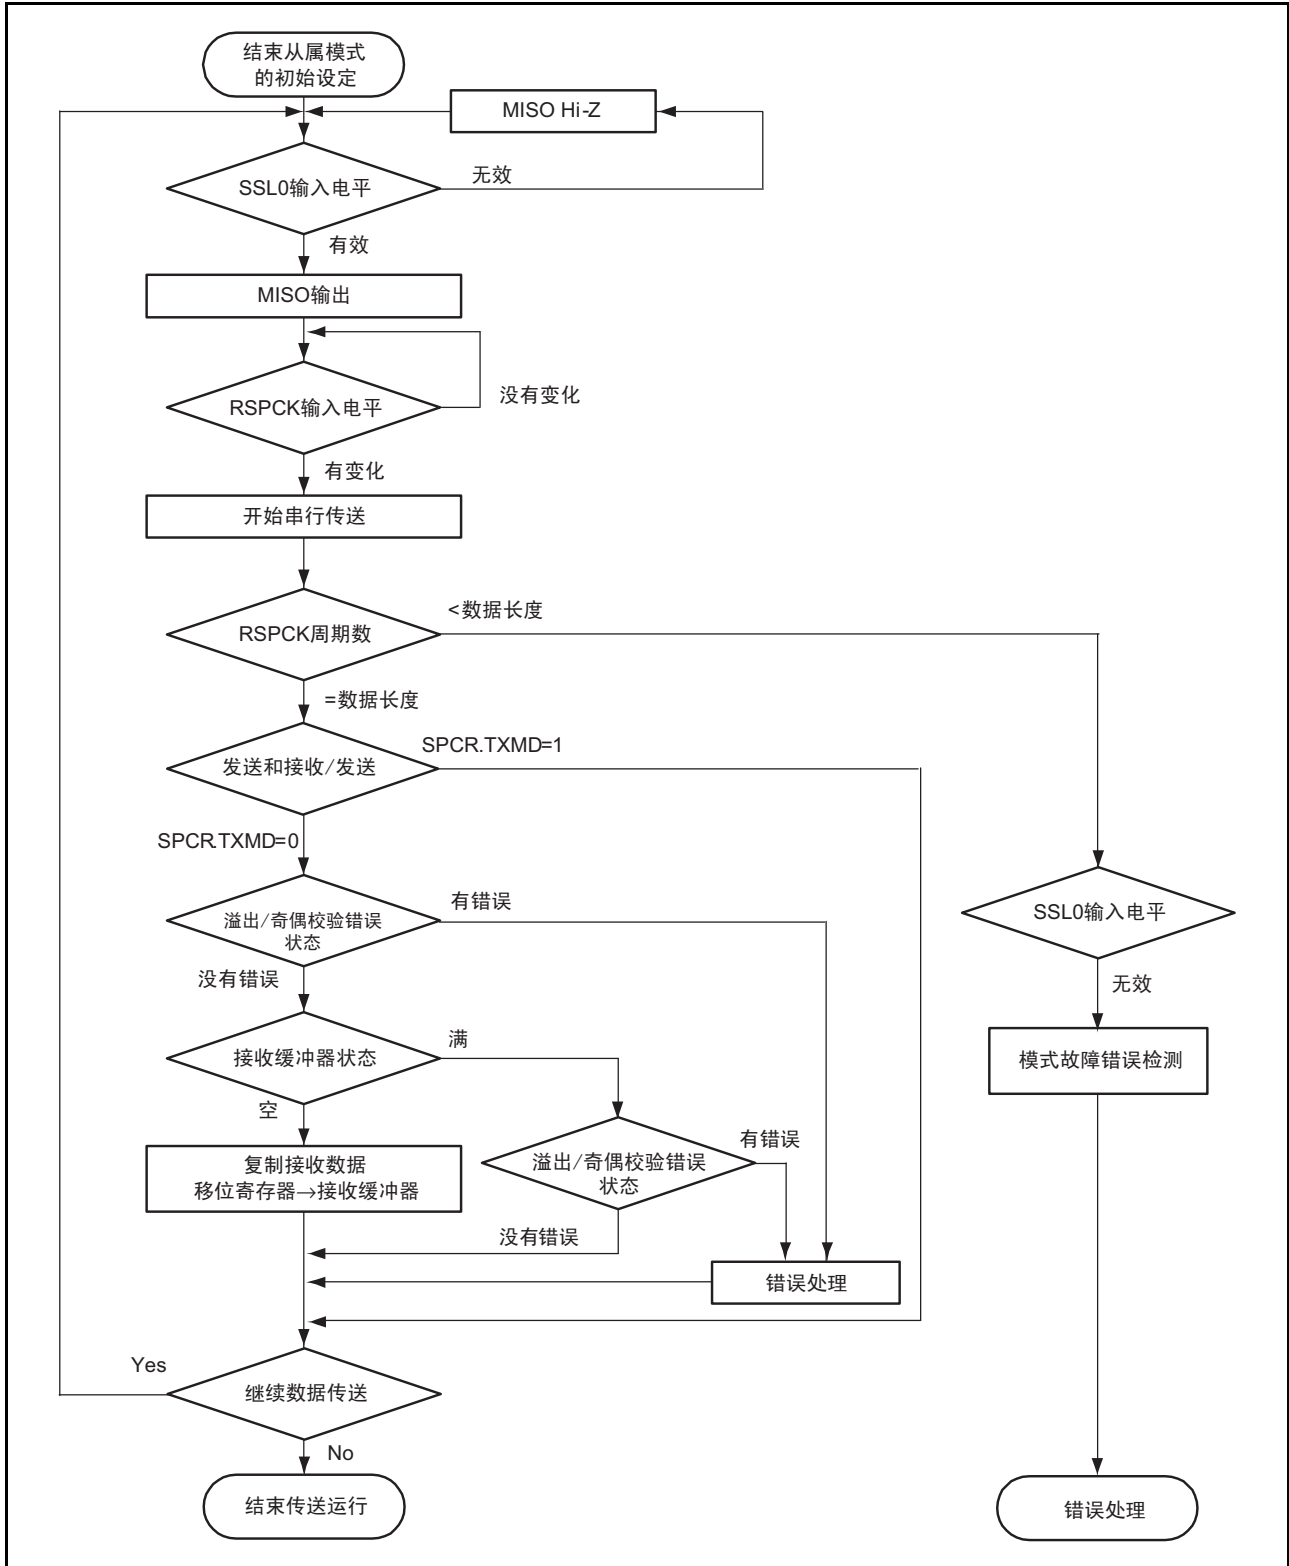 结束从属模式
的初始设定
MISO Hi-Z
SSL0输入电平
无效
有效
MISO输出
RSPCK输入电平
没有变化
有变化
开始串行传送
<数据长度
RSPCK周期数
=数据长度
SPCR.TXMD=1
发送和接收/发送
SPCR.TXMD=0
有错误
溢出/奇偶校验错误
状态
SSL0输入电平
没有错误
无效
满
接收缓冲器状态
模式故障错误检测
空
有错误
复制接收数据
移位寄存器→接收缓冲器
溢出/奇偶校验错误
状态
没有错误
错误处理
Yes
继续数据传送
No
结束传送运行
错误处理